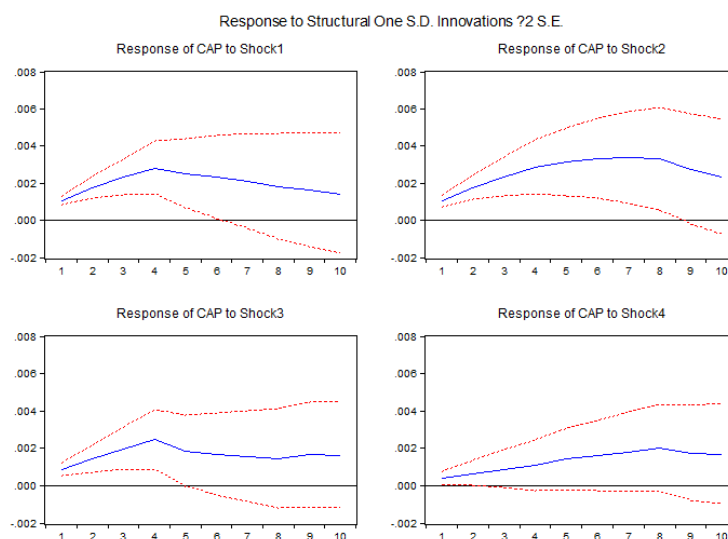 Response to Structural One S.D. Innovations ?2 S.E.
Response of CAP to Shock1
.008
.006
.004
.002
.000
-.002
1 2 3 4 5 6 7 8 9 10
Response of CAP to Shock2
.008
.006
.004
.002
.000
-.002
1 2 3 4 5 6 7 8 9 10
Response of CAP to Shock3
.008
.006
.004
.002
.000
-.002
1 2 3 4 5 6 7 8 9 10
Response of CAP to Shock4
.008
.006
.004
.002
.000
-.002
1 2 3 4 5 6 7 8 9 10